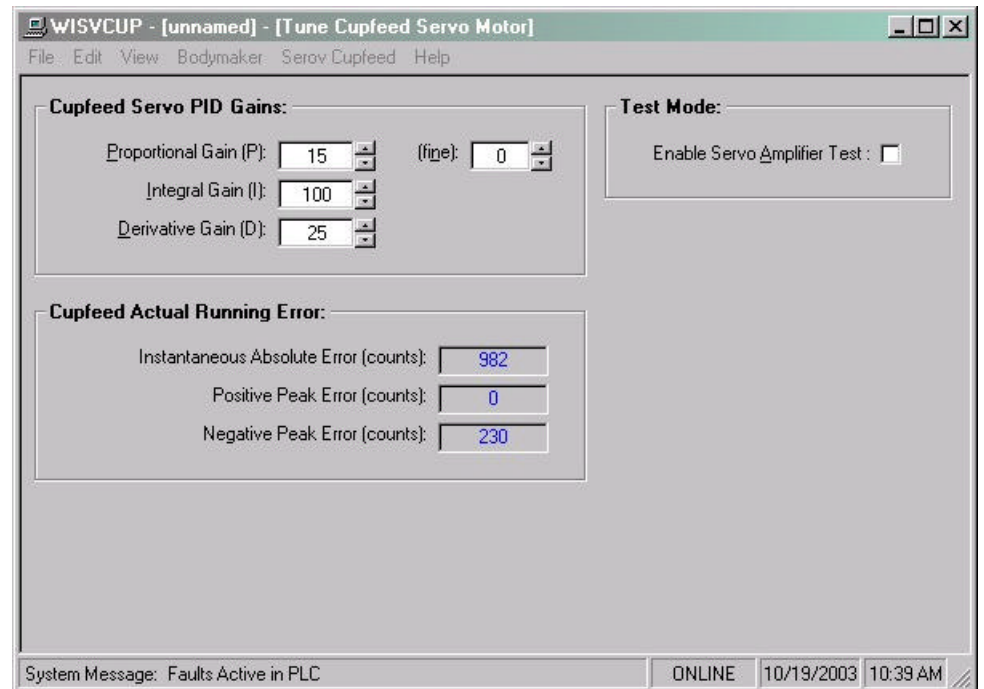 WISVCUP - [unnamed] - [Tune Cupfeed Servo Motor]
File Edit View Bodymaker Serov Cupfeed Help
Cupfeed Servo PID Gains:
Proportional Gain (P): 15 (fine): 0
Integral Gain (I): 100
Derivative Gain (D): 25
Test Mode:
Enable Servo Amplifier Test :
Cupfeed Actual Running Error:
Instantaneous Absolute Error (counts): 982
Positive Peak Error (counts): 0
Negative Peak Error (counts): 230
System Message: Faults Active in PLC ONLINE 10/19/2003 10:39 AM